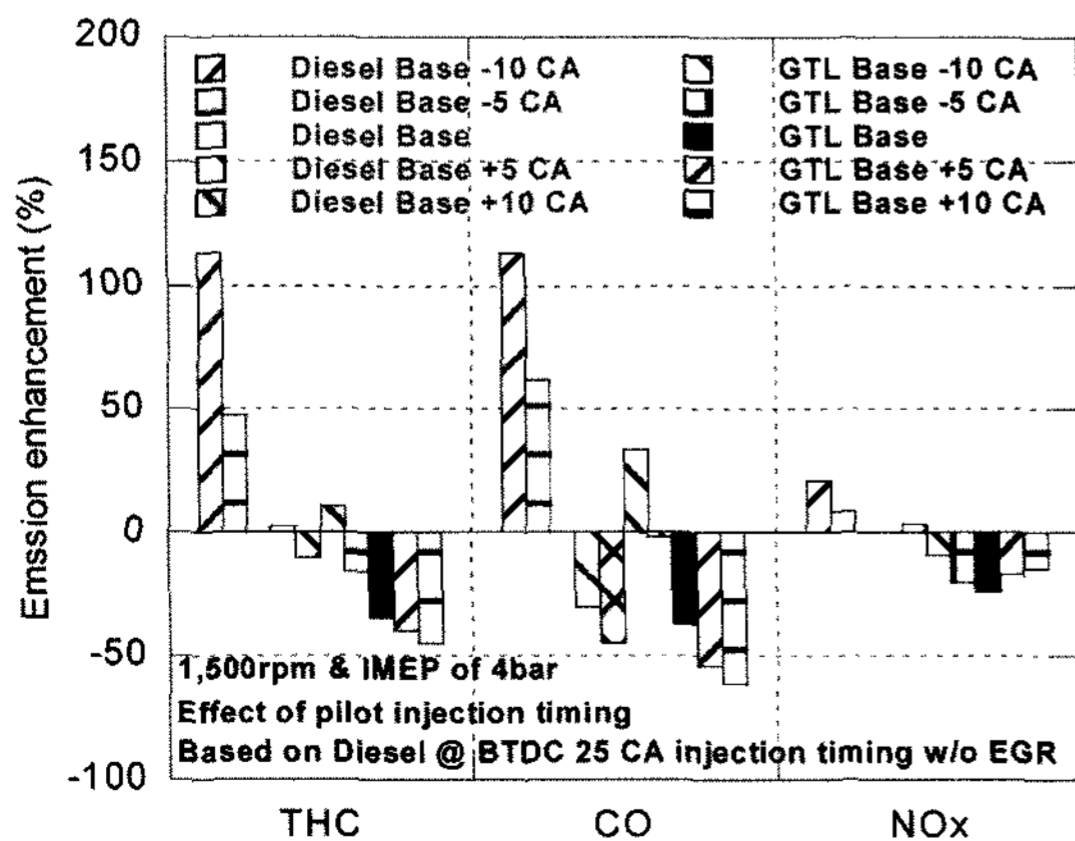 200
150
100
50
0
-50
-100
Emssion enhancement (%)
Diesel Base -10 CA
Diesel Base -5 CA
Diesel Base
Diesel Base +5 CA
Diesel Base +10 CA
GTL Base -10 CA
GTL Base -5 CA
GTL Base
GTL Base +5 CA
GTL Base +10 CA
1,500rpm & IMEP of 4bar
Effect of pilot injection timing
Based on Diesel @ BTDC 25 CA injection timing w/o EGR
THC CO NOx